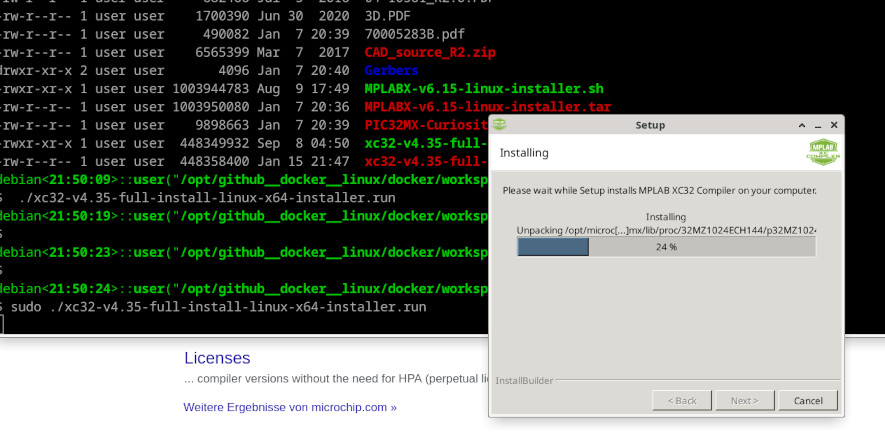 -rw-r--r-- 1 user user 1700390 Jun 30 2020 3D.PDF
-rw-r--r-- 1 user user 490082 Jan 7 20:39 70005283B.pdf
-rw-r--r-- 1 user user 6565399 Mar 7 2017 CAD_source_R2.zip
drwxr-xr-x 2 user user 4096 Jan 7 20:40 Gerbers
-rwxr-xr-x 1 user user 1003944783 Aug 9 17:49 MPLABX-v6.15-linux-installer.sh
-rw-r--r-- 1 user user 1003950080 Jan 7 20:36 MPLABX-v6.15-linux-installer.tar
-rw-r--r-- 1 user user 9898663 Jan 7 20:39 PIC32MX-Curiosit
-rwxr-xr-x 1 user user 448349932 Sep 8 04:50 xc32-v4.35-full-
-rw-r--r-- 1 user user 448358400 Jan 15 21:47 xc32-v4.35-full-
debian<21:50:09>::user("/opt/github__docker__linux/docker/worksp
$ ./xc32-v4.35-full-install-linux-x64-installer.run
debian<21:50:19>::user("/opt/github__docker__linux/docker/worksp
$
debian<21:50:23>::user("/opt/github__docker__linux/docker/worksp
$
debian<21:50:24>::user("/opt/github__docker__linux/docker/worksp
$ sudo ./xc32-v4.35-full-install-linux-x64-installer.run
Setup
Installing
MPLAB
Please wait while Setup installs MPLAB XC32 Compiler on your computer.
Installing
Unpacking /opt/microc[...]mx/lib/proc/32MZ1024ECH144/p32MZ1024
24 %
InstallBuilder
< Back
Next >
Cancel
Licenses
... compiler versions without the need for HPA (perpetual lic
Weitere Ergebnisse von microchip.com »